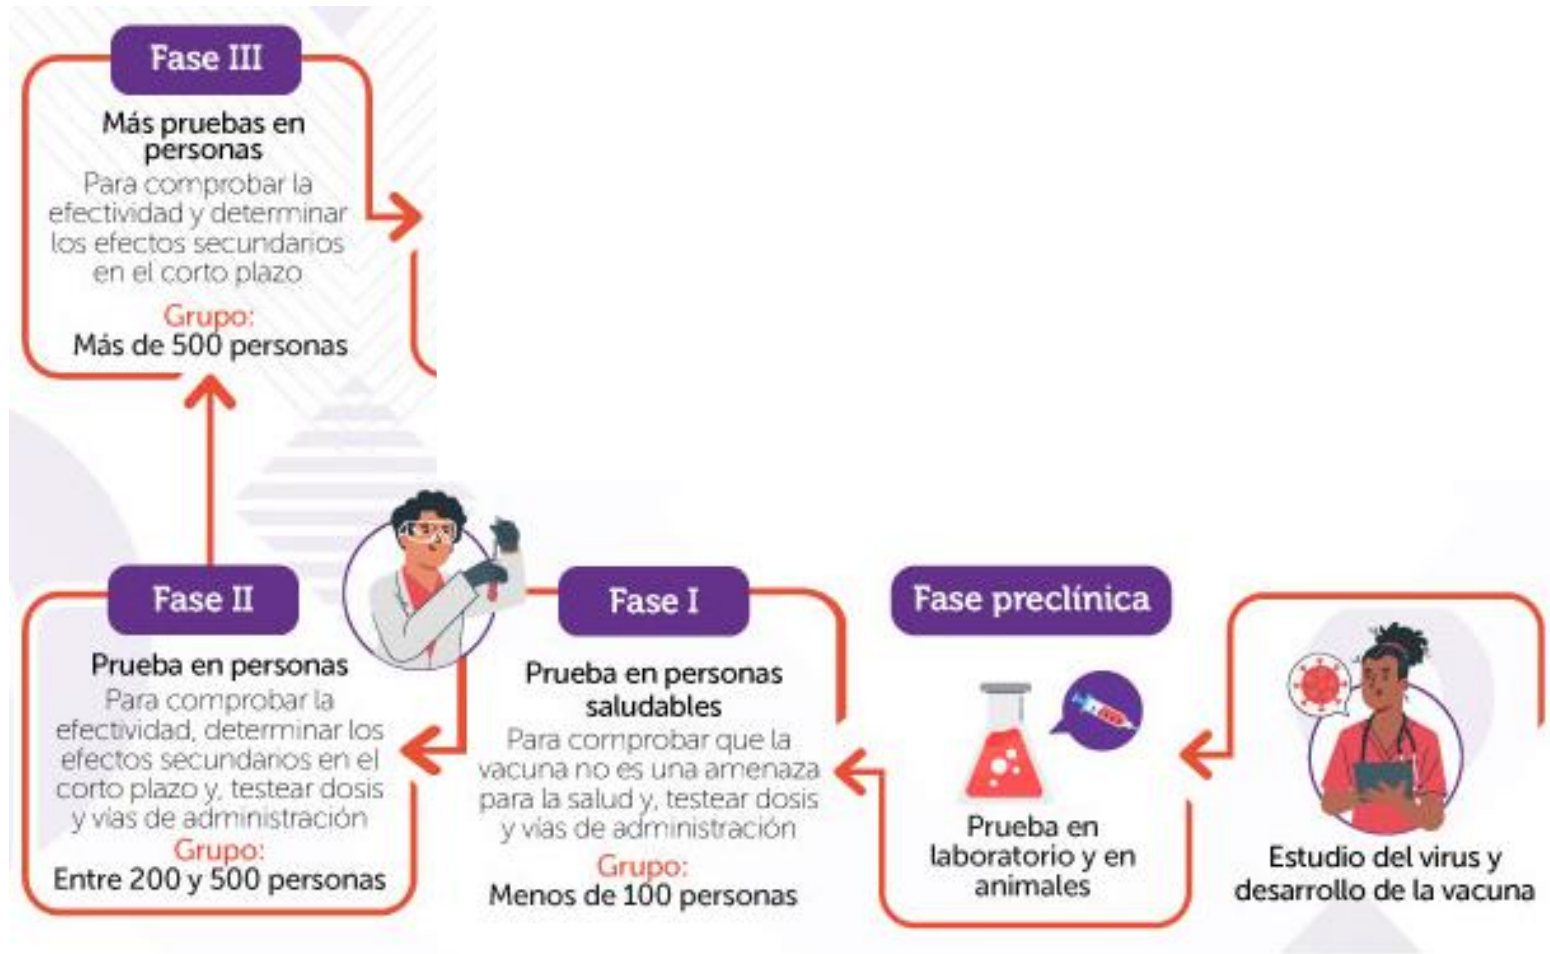 Fase III
Más pruebas en
personas
Para comprobar la
efectividad y determinar
los efectos secundarios
en el corto plazo
Grupo:
Más de 500 personas
Fase II
Prueba en personas
Para comprobar la
efectividad, determinar los
efectos secundarios en el
corto plazo y, testear dosis
y vías de administración
Grupo:
Entre 200 y 500 personas
Fase I
Prueba en personas
saludables
Para comprobar que la
vacuna no es una amenaza
para la salud y, testear dosis
y vías de administración
Grupo:
Menos de 100 personas
Fase preclínica
Prueba en
laboratorio y en
animales
Estudio del virus y
desarrollo de la vacuna